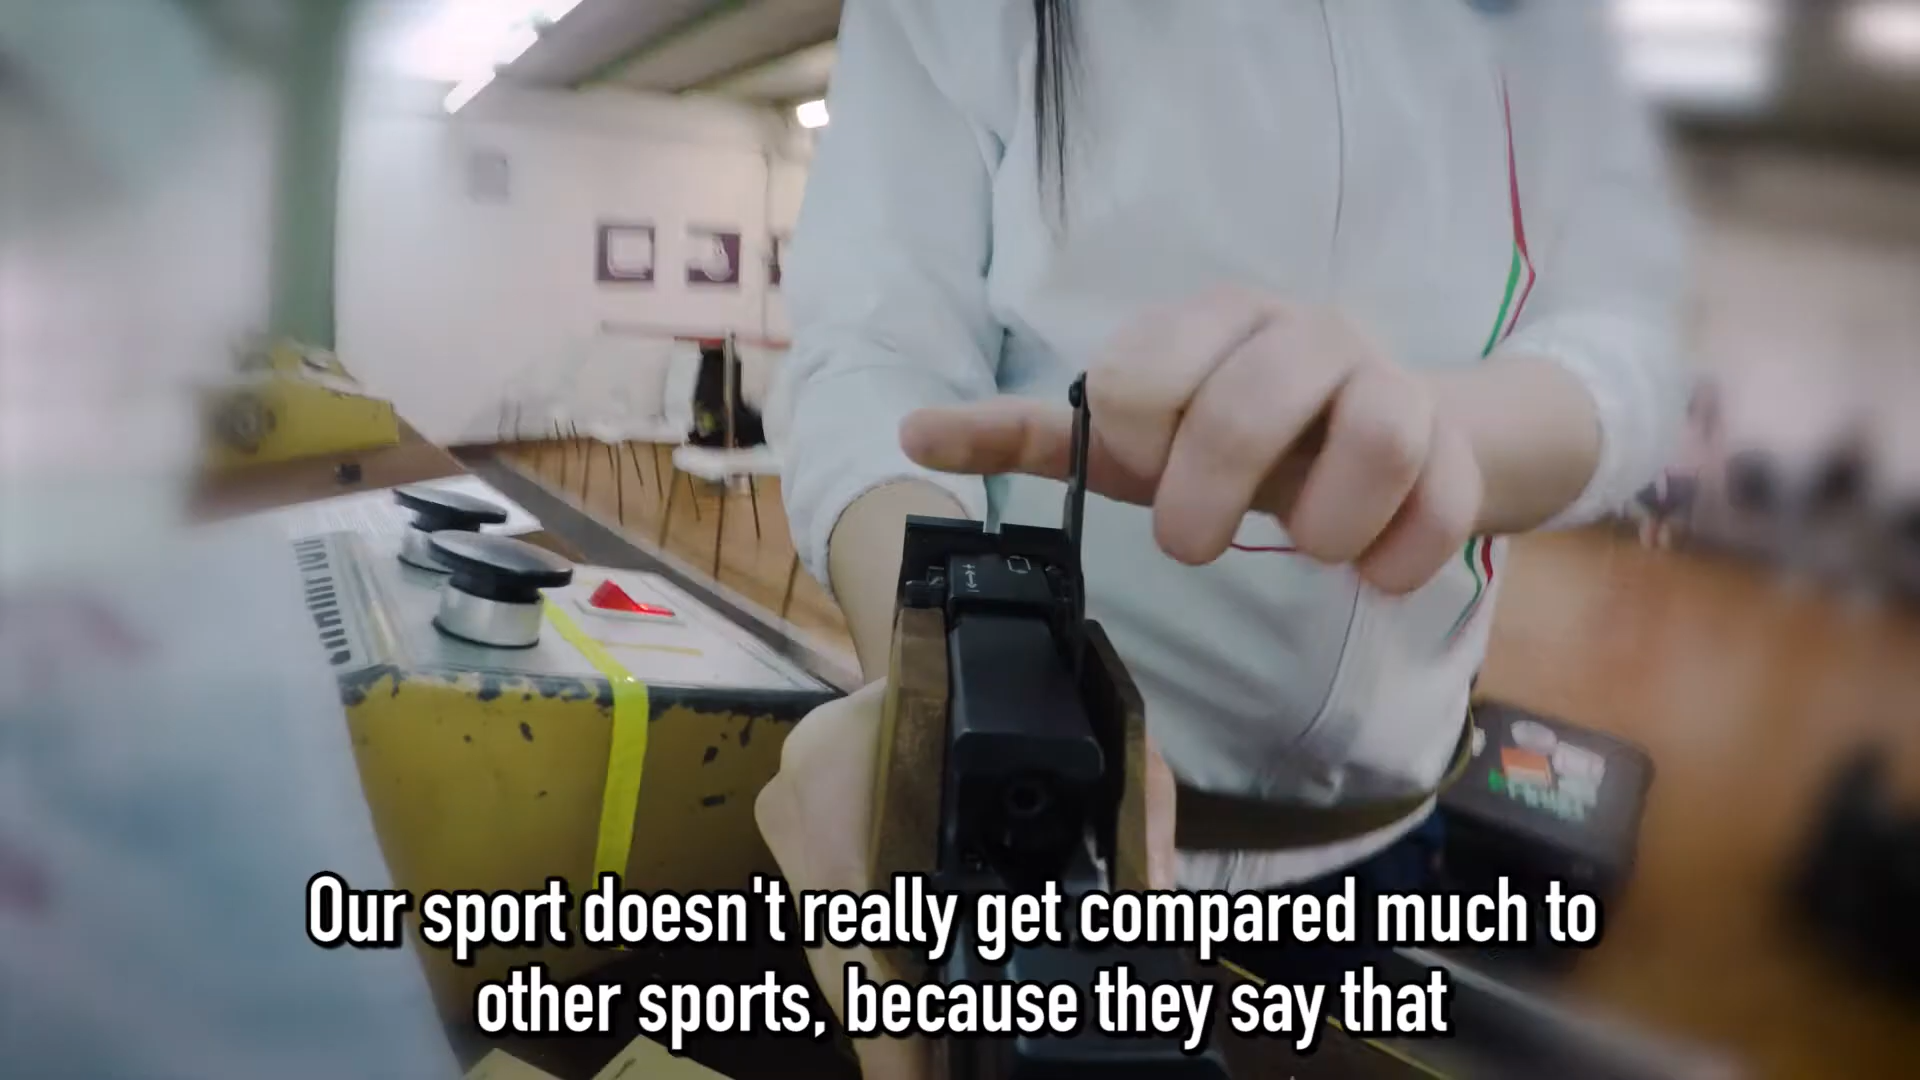 Our sport doesn't really get compared much to
other sports, because they say that